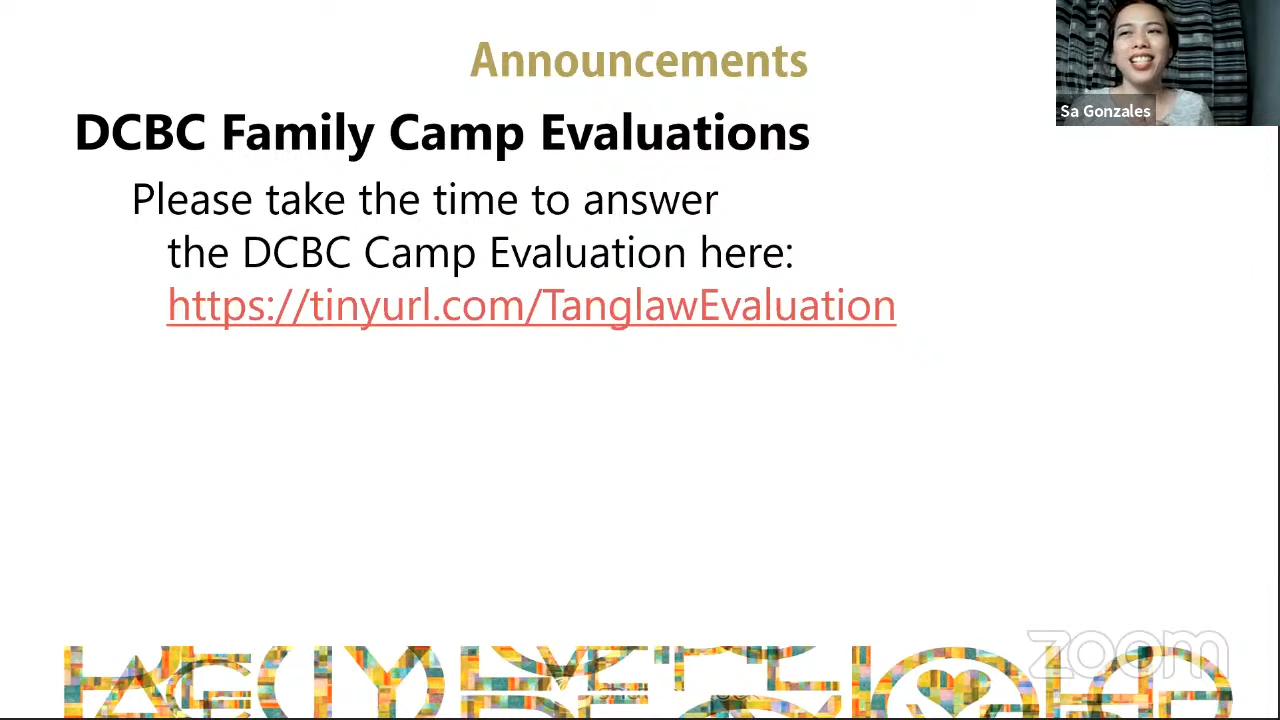 Announcements
Sa Gonzales
DCBC Family Camp Evaluations
Please take the time to answer
the DCBC Camp Evaluation here:
https://tinyurl.com/TanglawEvaluation
zoom